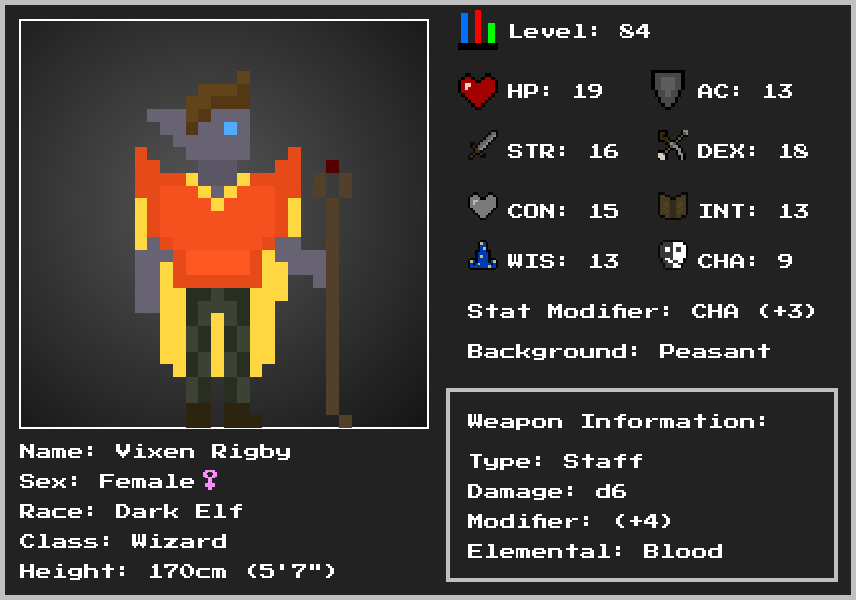 Level: 84
HP: 19 AC: 13
STR: 16 DEX: 18
CON: 15 INT: 13
WIS: 13 CHA: 9
Stat Modifier: CHA (+3)
Background: Peasant
Weapon Information:
Type: Staff
Damage: d6
Modifier: (+4)
Elemental: Blood
Name: Vixen Rigby
Sex: Female♀
Race: Dark Elf
Class: Wizard
Height: 170cm (5'7")